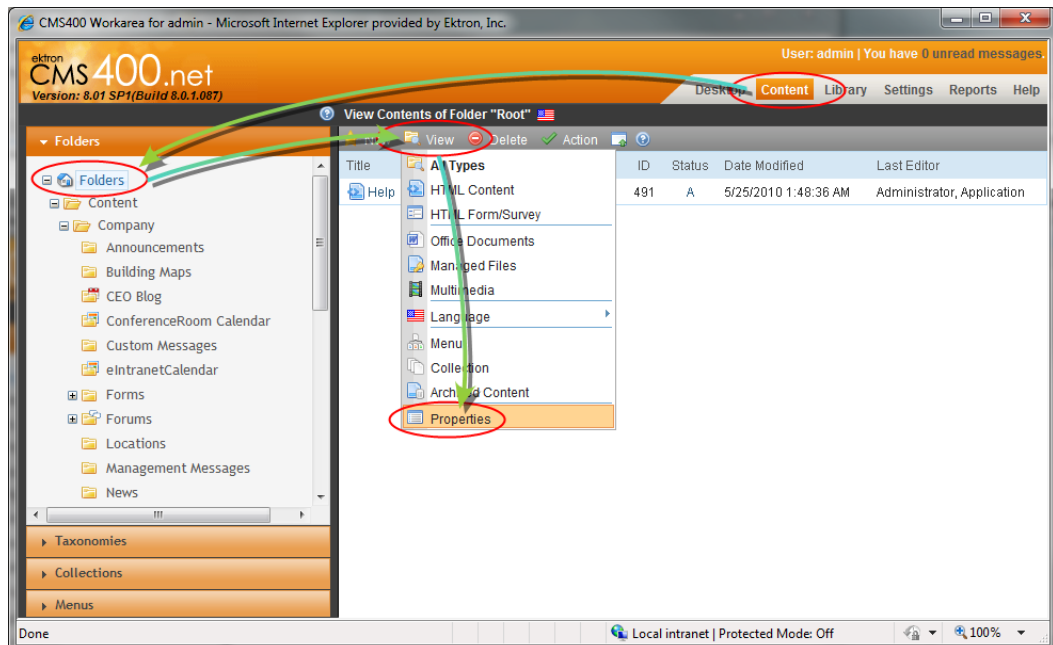 CMS400 Workarea for admin - Microsoft Internet Explorer provided by Ektron, Inc.
ektron
CMS400.net
Version: 8.01 SP1(Build 8.0.1.087)
User: admin | You have 0 unread messages.
Desktop Content Library Settings Reports Help
View Contents of Folder "Root"
Folders
View Delete Action
Title ID Status Date Modified Last Editor
Help 491 A 5/25/2010 1:48:36 AM Administrator, Application
Folders
Content
Company
Announcements
Building Maps
CEO Blog
ConferenceRoom Calendar
Custom Messages
eIntranetCalendar
Forms
Forums
Locations
Management Messages
News
All Types
HTML Content
HTML Form/Survey
Office Documents
Managed Files
Multimedia
Language
Menu
Collection
Archived Content
Properties
Taxonomies
Collections
Menus
Done
Local intranet | Protected Mode: Off
100%